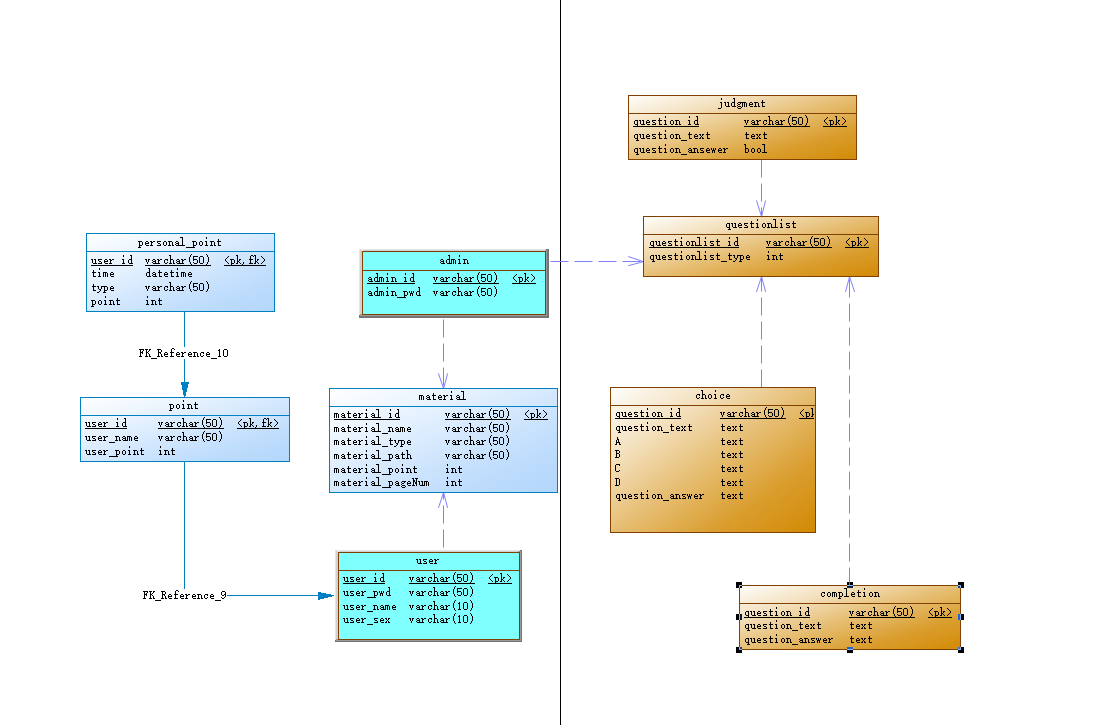 judgment
question_id varchar(50) <pk>
question_text text
question_ansewer bool
questionlist
questionlist_id varchar(50) <pk>
questionlist_type int
personal_point
user_id varchar(50) <pk,fk>
time datetime
type varchar(50)
point int
admin
admin_id varchar(50) <pk>
admin_pwd varchar(50)
FK_Reference_10
point
user_id varchar(50) <pk,fk>
user_name varchar(50)
user_point int
material
material_id varchar(50) <pk>
material_name varchar(50)
material_type varchar(50)
material_path varchar(50)
material_point int
material_pageNum int
choice
question_id varchar(50) <pk
question_text text
A text
B text
C text
D text
question_answer text
user
user_id varchar(50) <pk>
user_pwd varchar(50)
user_name varchar(10)
user_sex varchar(10)
FK_Reference_9
completion
question_id varchar(50) <pk>
question_text text
question_answer text